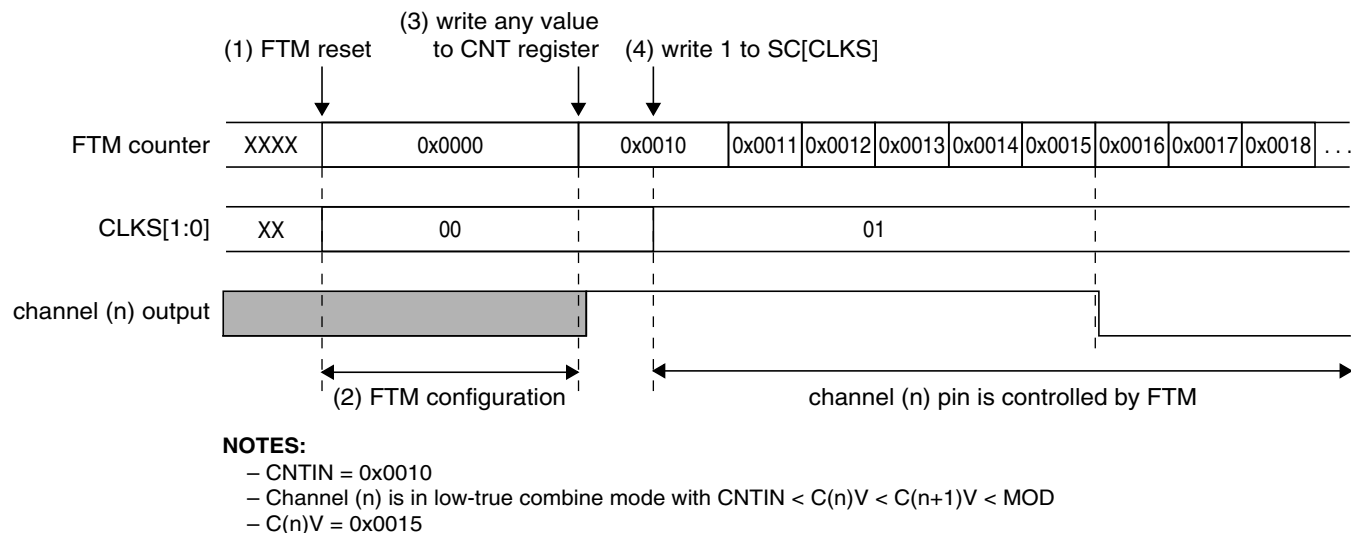 (3) write any value
(1) FTM reset to CNT register (4) write 1 to SC[CLKS]
FTM counter XXXX 0x0000 0x0010 0x0011 0x0012 0x0013 0x0014 0x0015 0x0016 0x0017 0x0018 . . .
CLKS[1:0] XX 00 01
channel (n) output
(2) FTM configuration channel (n) pin is controlled by FTM
NOTES:
– CNTIN = 0x0010
– Channel (n) is in low-true combine mode with CNTIN < C(n)V < C(n+1)V < MOD
– C(n)V = 0x0015